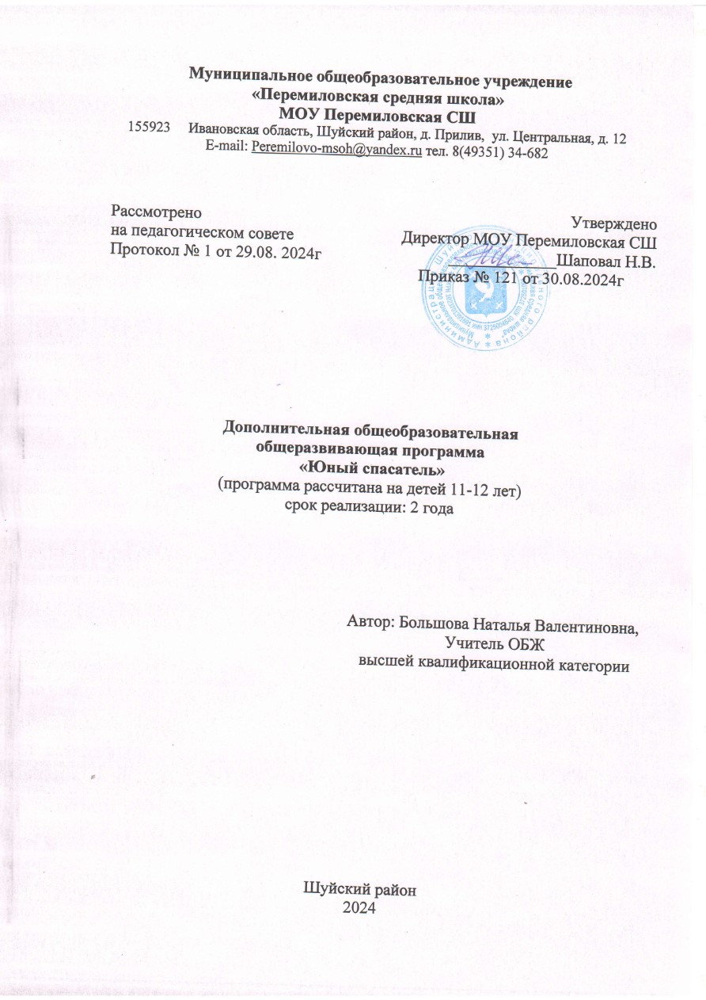 Муниципальное общеобразовательное учреждение
«Перемиловская средняя школа»
МОУ Перемиловская СШ
155923 Ивановская область, Шуйский район, д. Прилив, ул. Центральная, д. 12
E-mail: Peremilovo-msoh@yandex.ru тел. 8(49351) 34-682
Рассмотрено
на педагогическом совете
Протокол № 1 от 29.08. 2024г
Утверждено
Директор МОУ Перемиловская СШ
_____________Шаповал Н.В.
Приказ № 121 от 30.08.2024г
Дополнительная общеобразовательная
общеразвивающая программа
«Юный спасатель»
(программа рассчитана на детей 11-12 лет)
срок реализации: 2 года
Автор: Большова Наталья Валентиновна,
Учитель ОБЖ
высшей квалификационной категории
Шуйский район
2024